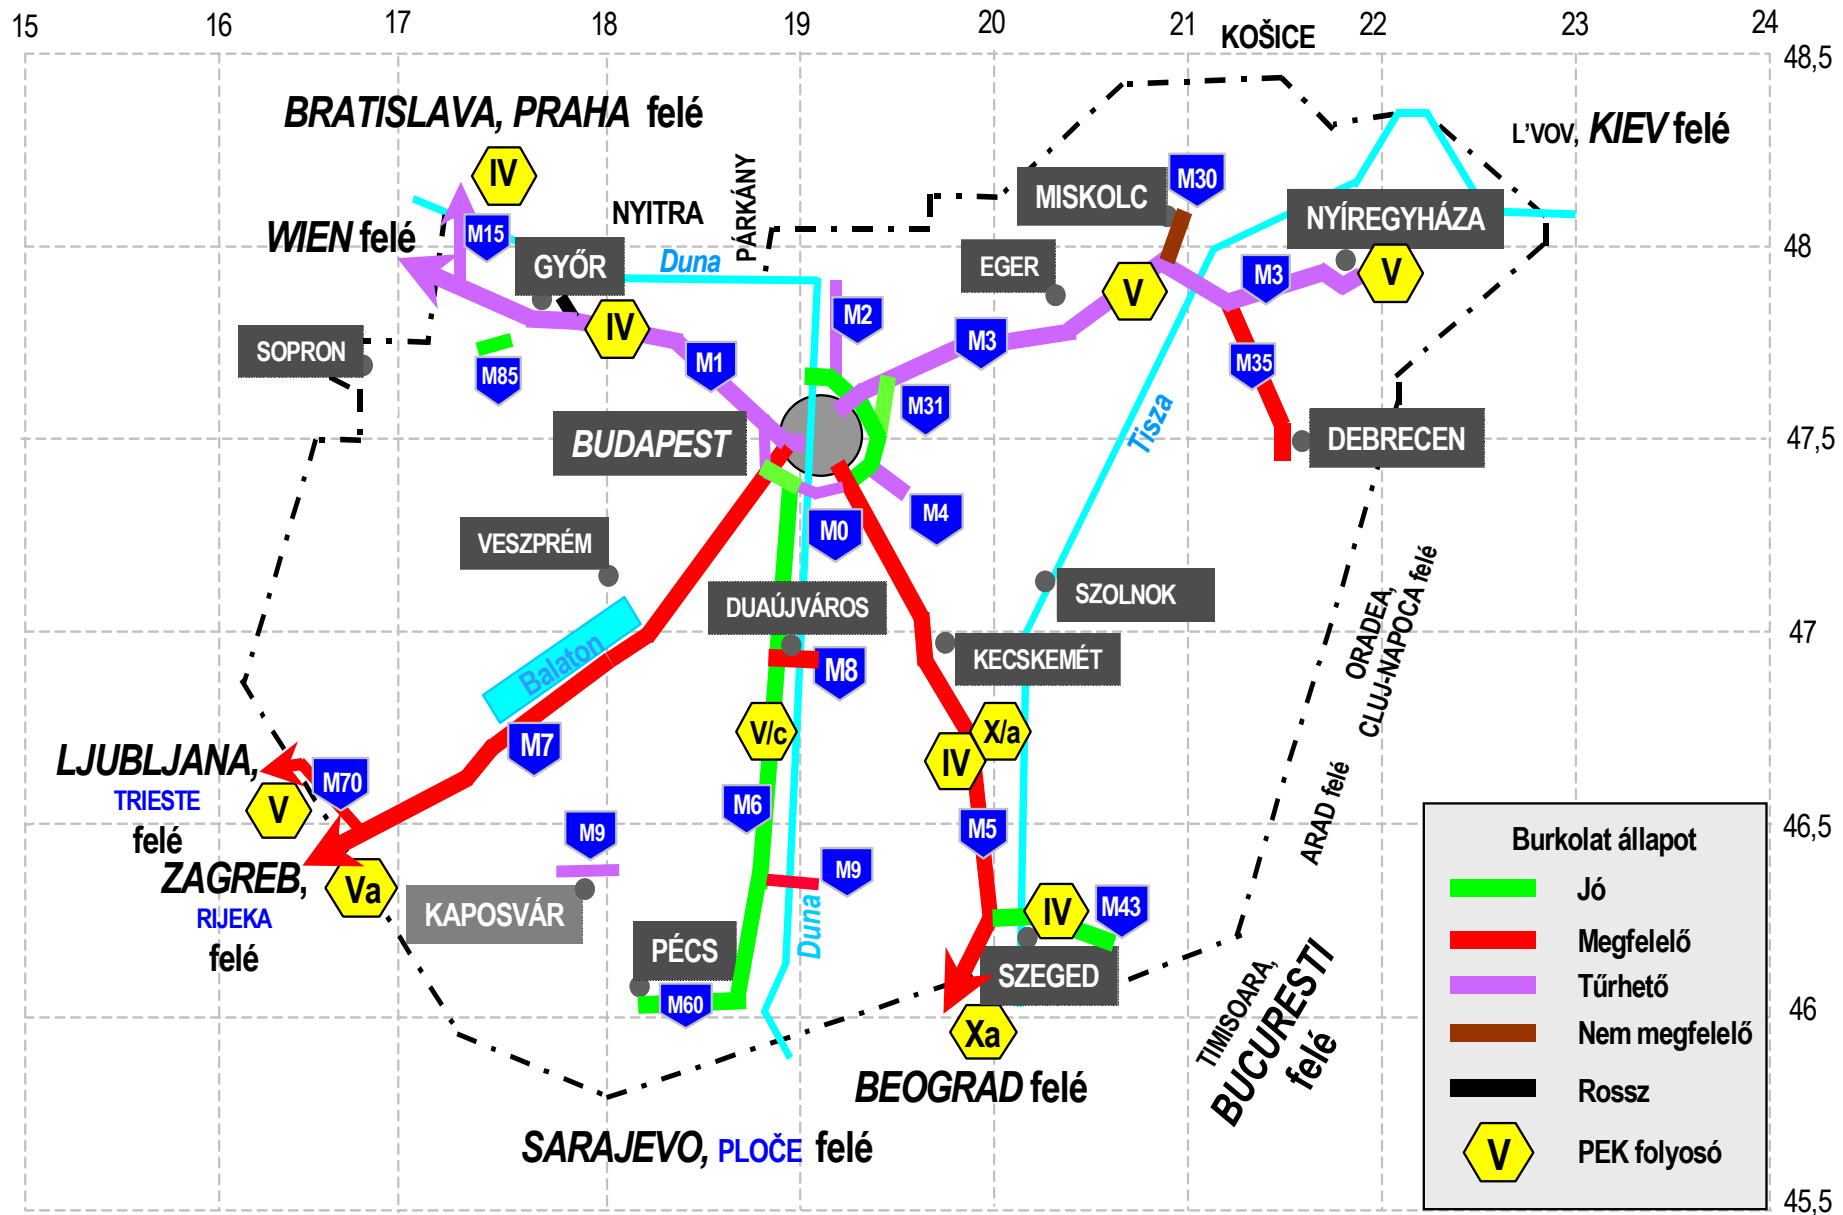 15
16
17
18
19
20
21
22
23
24
KOŠICE
48,5
BRATISLAVA, PRAHA felé
L'VOV, KIEV felé
IV
PÁRKÁNY
MISKOLC
M30
NYITRA
NYÍREGYHÁZA
M15
WIEN felé
48
GYŐR
Duna
EGER
M3
V
V
IV
M2
M3
SOPRON
M1
M85
M35
M31
Tisza
BUDAPEST
DEBRECEN
47,5
M4
M0
VESZPRÉM
SZOLNOK
DUAÚJVÁROS
ORADEA,
CLUJ-NAPOCA felé
47
KECSKEMÉT
Balaton
M8
V/c
X/a
IV
M7
LJUBLJANA,
TRIESTE
felé
M70
V
M6
M5
ARAD felé
46,5
M9
M9
ZAGREB,
RIJEKA
felé
Va
KAPOSVÁR
IV
M43
Duna
PÉCS
SZEGED
M60
46
Xa
TIMISOARA,
BUCURESTI
felé
BEOGRAD felé
SARAJEVO, PLOČE felé
Burkolat állapot
Jó
Megfelelő
Tűrhető
Nem megfelelő
Rossz
V
PEK folyosó
45,5